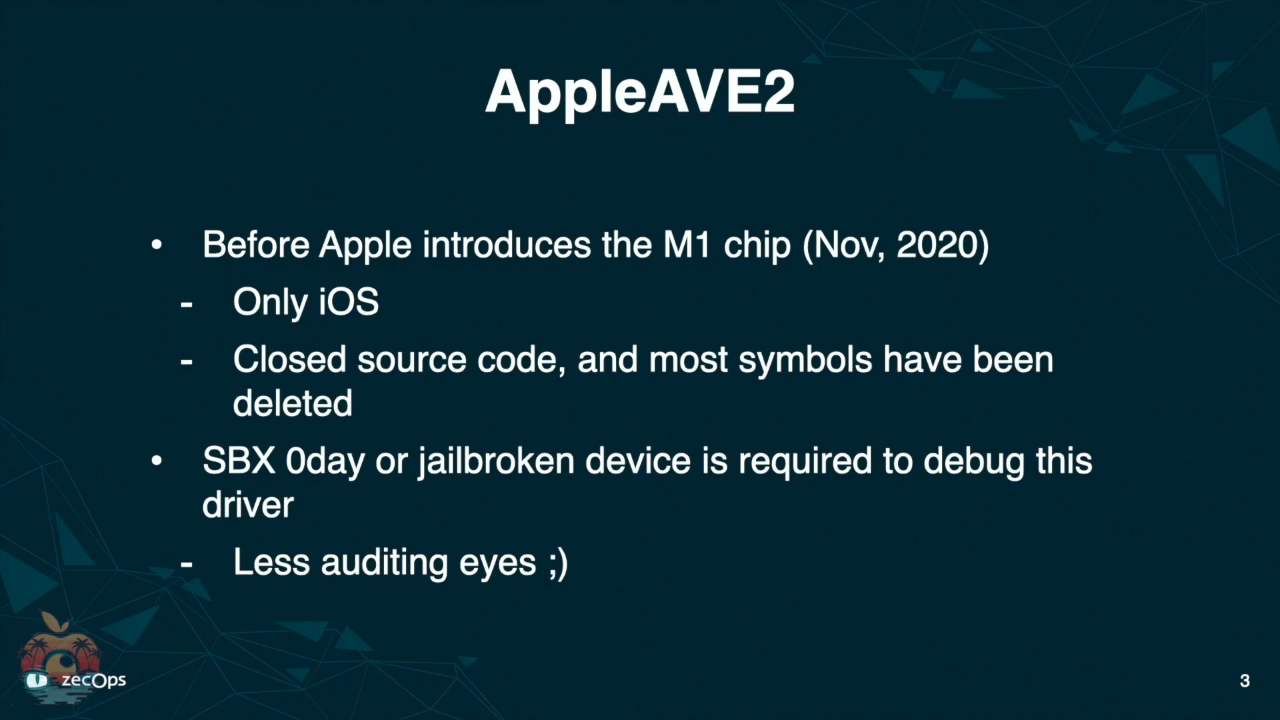 AppleAVE2
• Before Apple introduces the M1 chip (Nov, 2020)
- Only iOS
- Closed source code, and most symbols have been
deleted
• SBX 0day or jailbroken device is required to debug this
driver
- Less auditing eyes ;)
zecOps
3